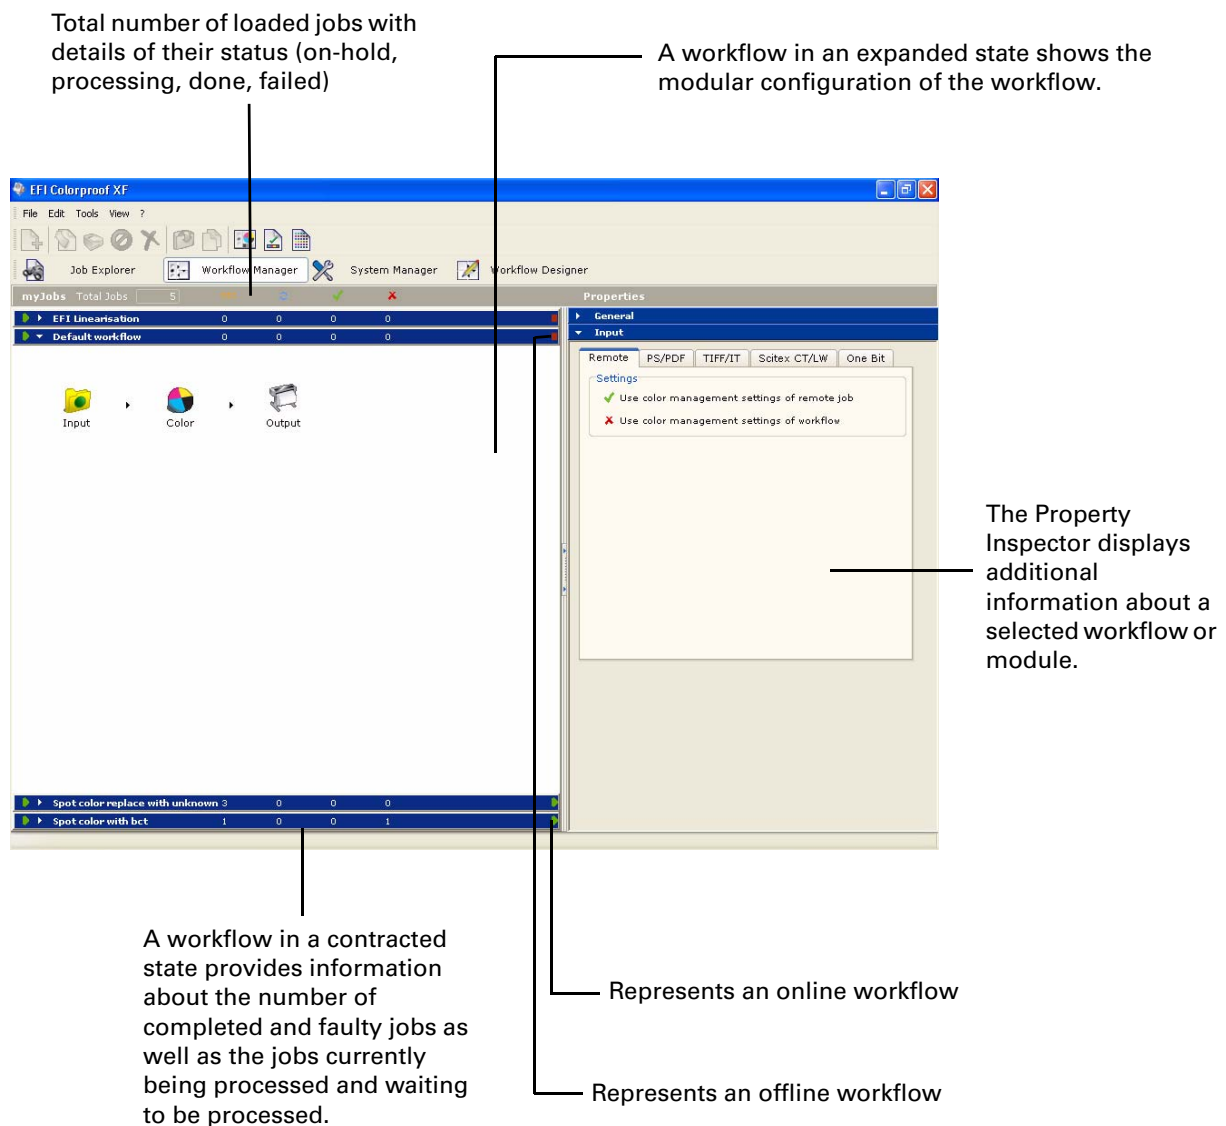 Total number of loaded jobs with
details of their status (on-hold,
processing, done, failed)
A workflow in an expanded state shows the
modular configuration of the workflow.
EFI Colorproof XF
File Edit Tools View ?
Job Explorer Workflow Manager System Manager Workflow Designer
myJobs Total Jobs 5
Properties
EFI Linearisation 0 0 0 0
General
Default workflow 0 0 0 0
Input
Remote PS/PDF TIFF/IT Scitex CT/LW One Bit
Settings
Use color management settings of remote job
Use color management settings of workflow
Input Color Output
The Property
Inspector displays
additional
information about a
selected workflow or
module.
Spot color replace with unknown 3 0 0 0
Spot color with bct 1 0 0 1
A workflow in a contracted
state provides information
about the number of
completed and faulty jobs as
well as the jobs currently
being processed and waiting
to be processed.
Represents an online workflow
Represents an offline workflow